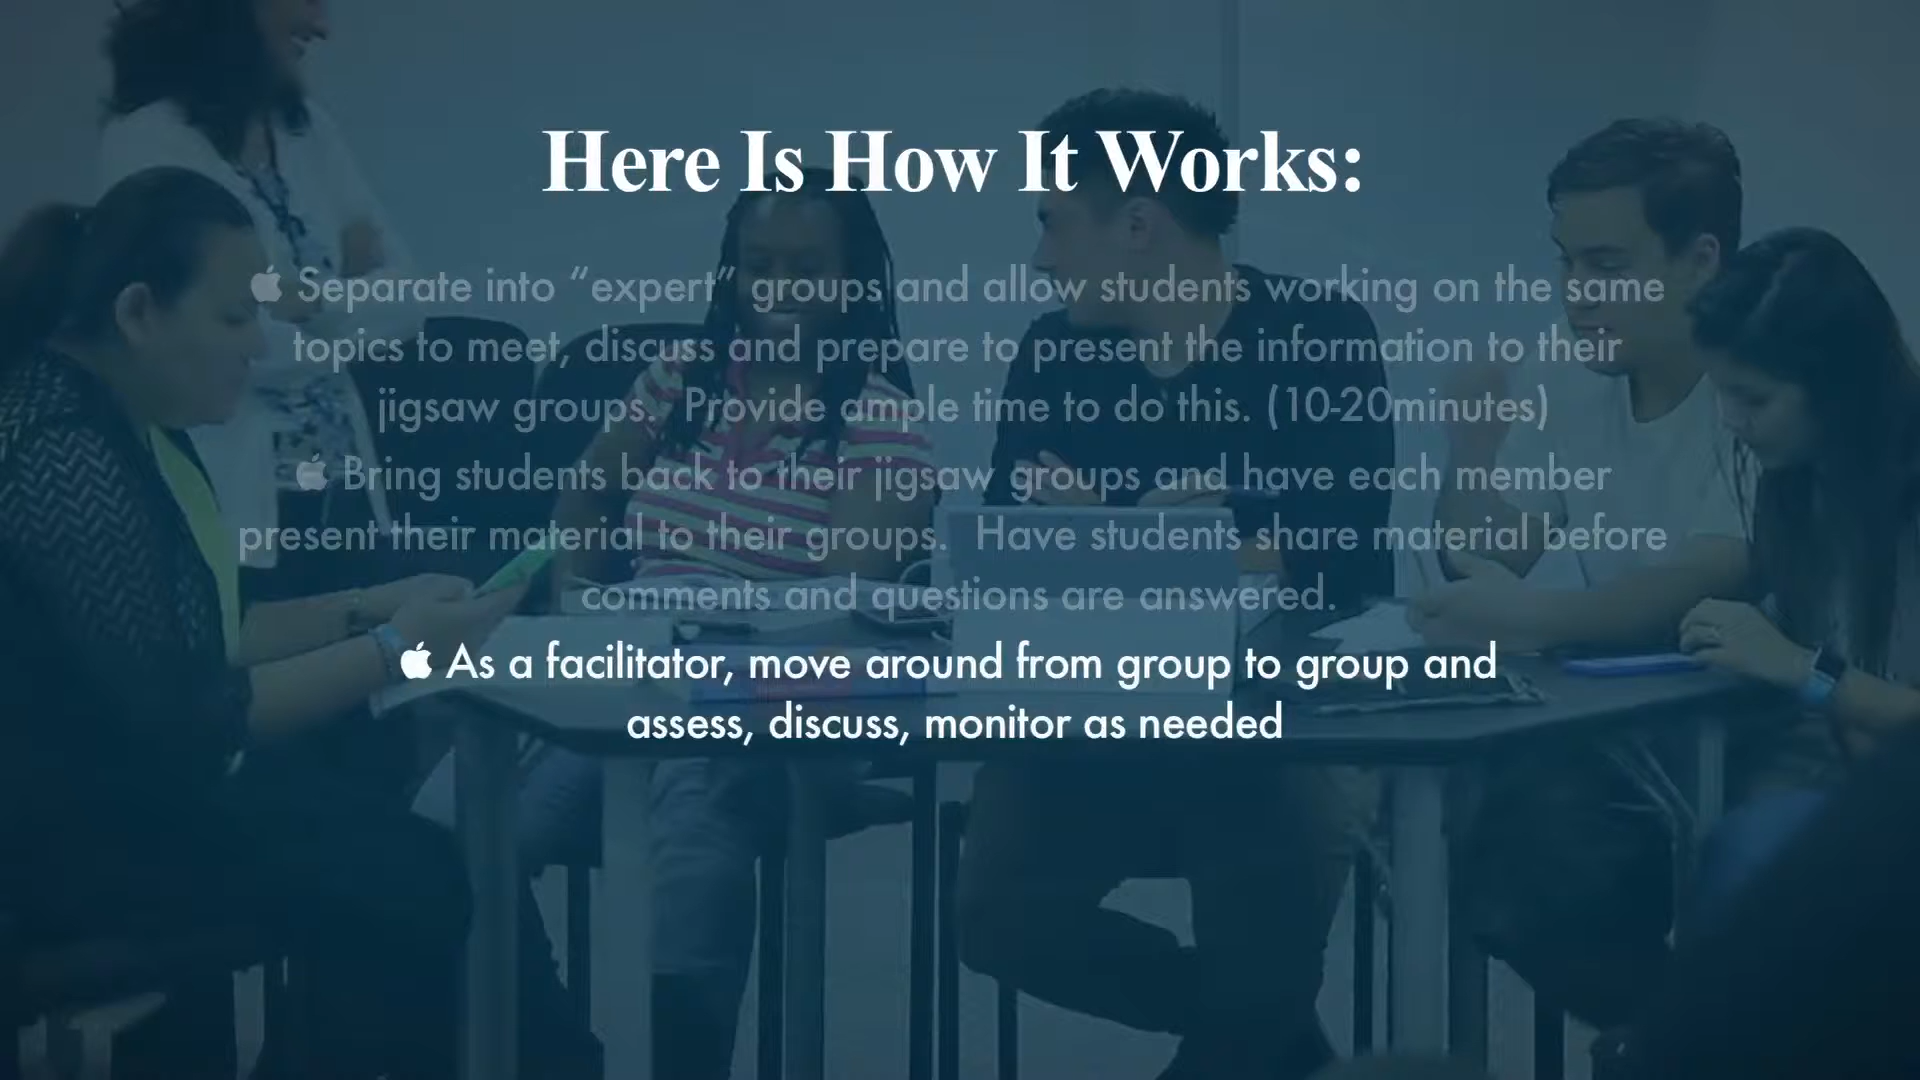 Here Is How It Works:
Separate into “expert” groups and allow students working on the same
topics to meet, discuss and prepare to present the information to their
jigsaw groups.  Provide ample time to do this. (10-20minutes)
Bring students back to their jigsaw groups and have each member
present their material to their groups.  Have students share material before
comments and questions are answered.
As a facilitator, move around from group to group and
assess, discuss, monitor as needed